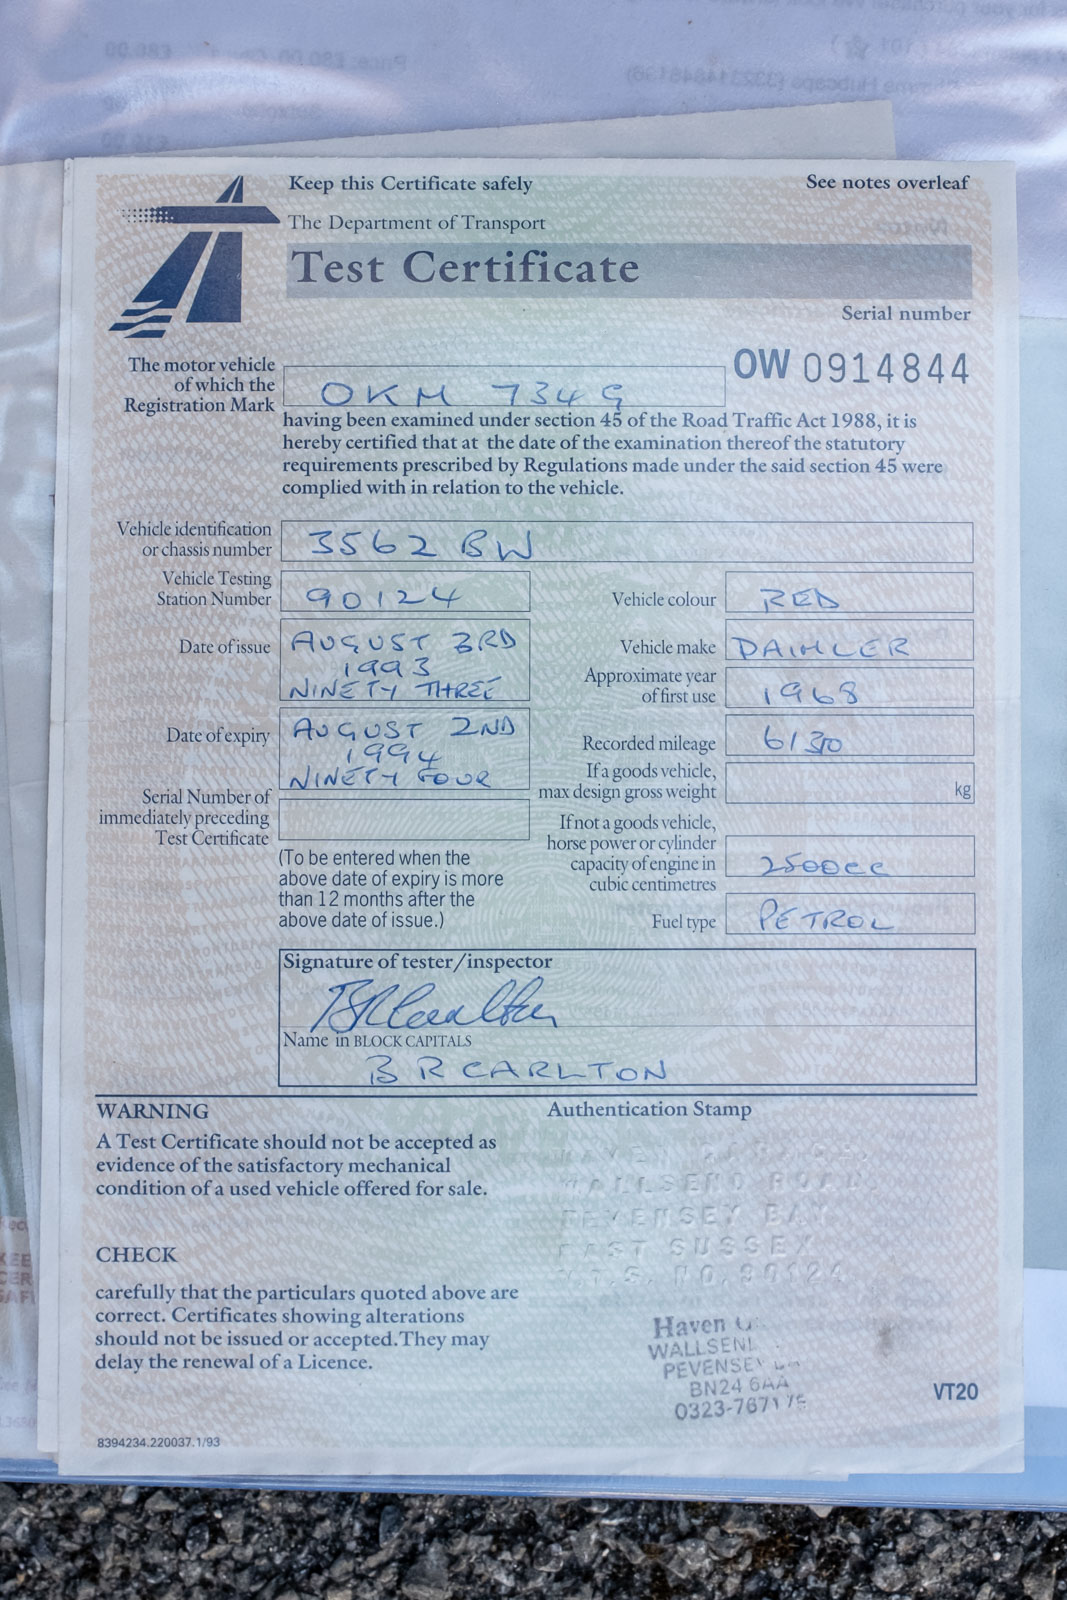 Keep this Certificate safely
See notes overleaf
The Department of Transport
Test Certificate
Serial number
OW 0914844
The motor vehicle
of which the
Registration Mark
OKM 734G
having been examined under section 45 of the Road Traffic Act 1988, it is
hereby certified that at the date of the examination thereof the statutory
requirements prescribed by Regulations made under the said section 45 were
complied with in relation to the vehicle.
Vehicle identification
or chassis number
3562 BW
Vehicle Testing
Station Number
90124
Vehicle colour
RED
Date of issue
AUGUST 3RD
1993
NINETY THREE
Vehicle make
DAIMLER
Approximate year
of first use
1968
Date of expiry
AUGUST 2ND
1994
NINETY FOUR
Recorded mileage
6130
If a goods vehicle,
max design gross weight
kg
Serial Number of
immediately preceding
Test Certificate
(To be entered when the
above date of expiry is more
than 12 months after the
above date of issue.)
If not a goods vehicle,
horse power or cylinder
capacity of engine in
cubic centimetres
2500cc
Fuel type
PETROL
Signature of tester/inspector
BRCarlton
Name in BLOCK CAPITALS
B R CARLTON
WARNING
A Test Certificate should not be accepted as
evidence of the satisfactory mechanical
condition of a used vehicle offered for sale.
CHECK
carefully that the particulars quoted above are
correct. Certificates showing alterations
should not be issued or accepted. They may
delay the renewal of a Licence.
8394234.220037.1/93
Authentication Stamp
WALLSEND ROAD
PEVENSEY BAY
EAST SUSSEX
NO. 90124
Haven
BN24 6AA
VT20